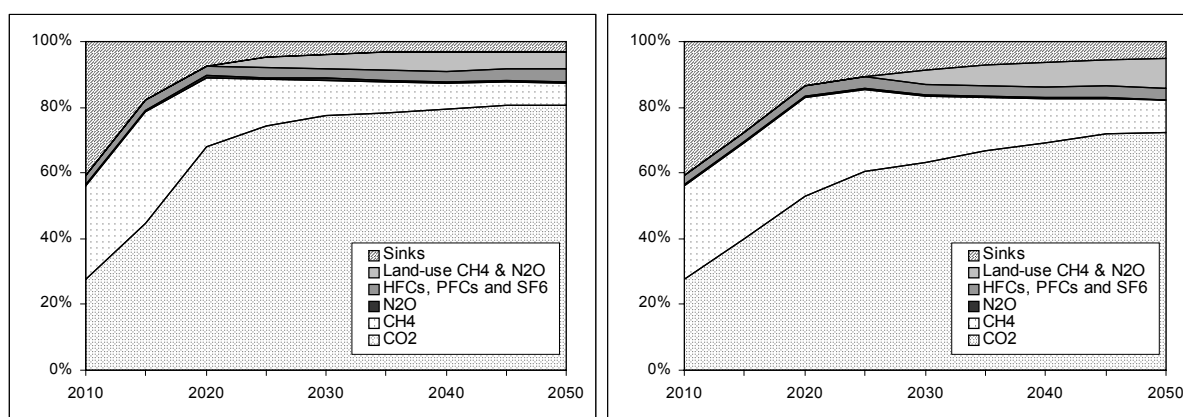 100%
80%
60%
40%
20%
0%
Sinks
Land-use CH4 & N2O
HFCs, PFCs and SF6
N2O
CH4
CO2
2010 2020 2030 2040 2050
100%
80%
60%
40%
20%
0%
Sinks
Land-use CH4 & N2O
HFCs, PFCs and SF6
N2O
CH4
CO2
2010 2020 2030 2040 2050